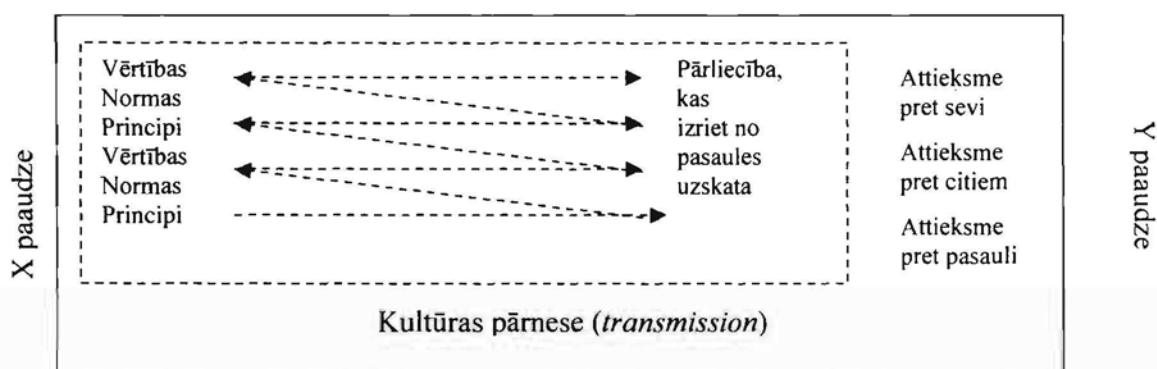 X paaudze
Vērtības
Normas
Principi
Vērtības
Normas
Principi
Pārliecība,
kas
izriet no
pasaules
uzskata
Attieksme
pret sevi
Attieksme
pret citiem
Attieksme
pret pasauli
Y paaudze
Kultūras pārnese (transmission)